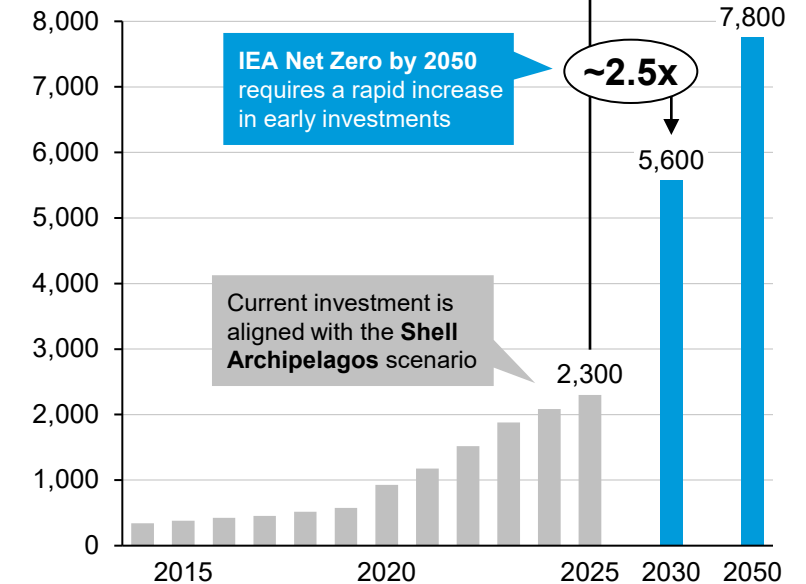 8,000
7,000
6,000
5,000
4,000
3,000
2,000
1,000
0
7,800
IEA Net Zero by 2050
requires a rapid increase
in early investments
~2.5x
5,600
Current investment is
aligned with the Shell
Archipelagos scenario
2,300
2015
2020
2025
2030
2050